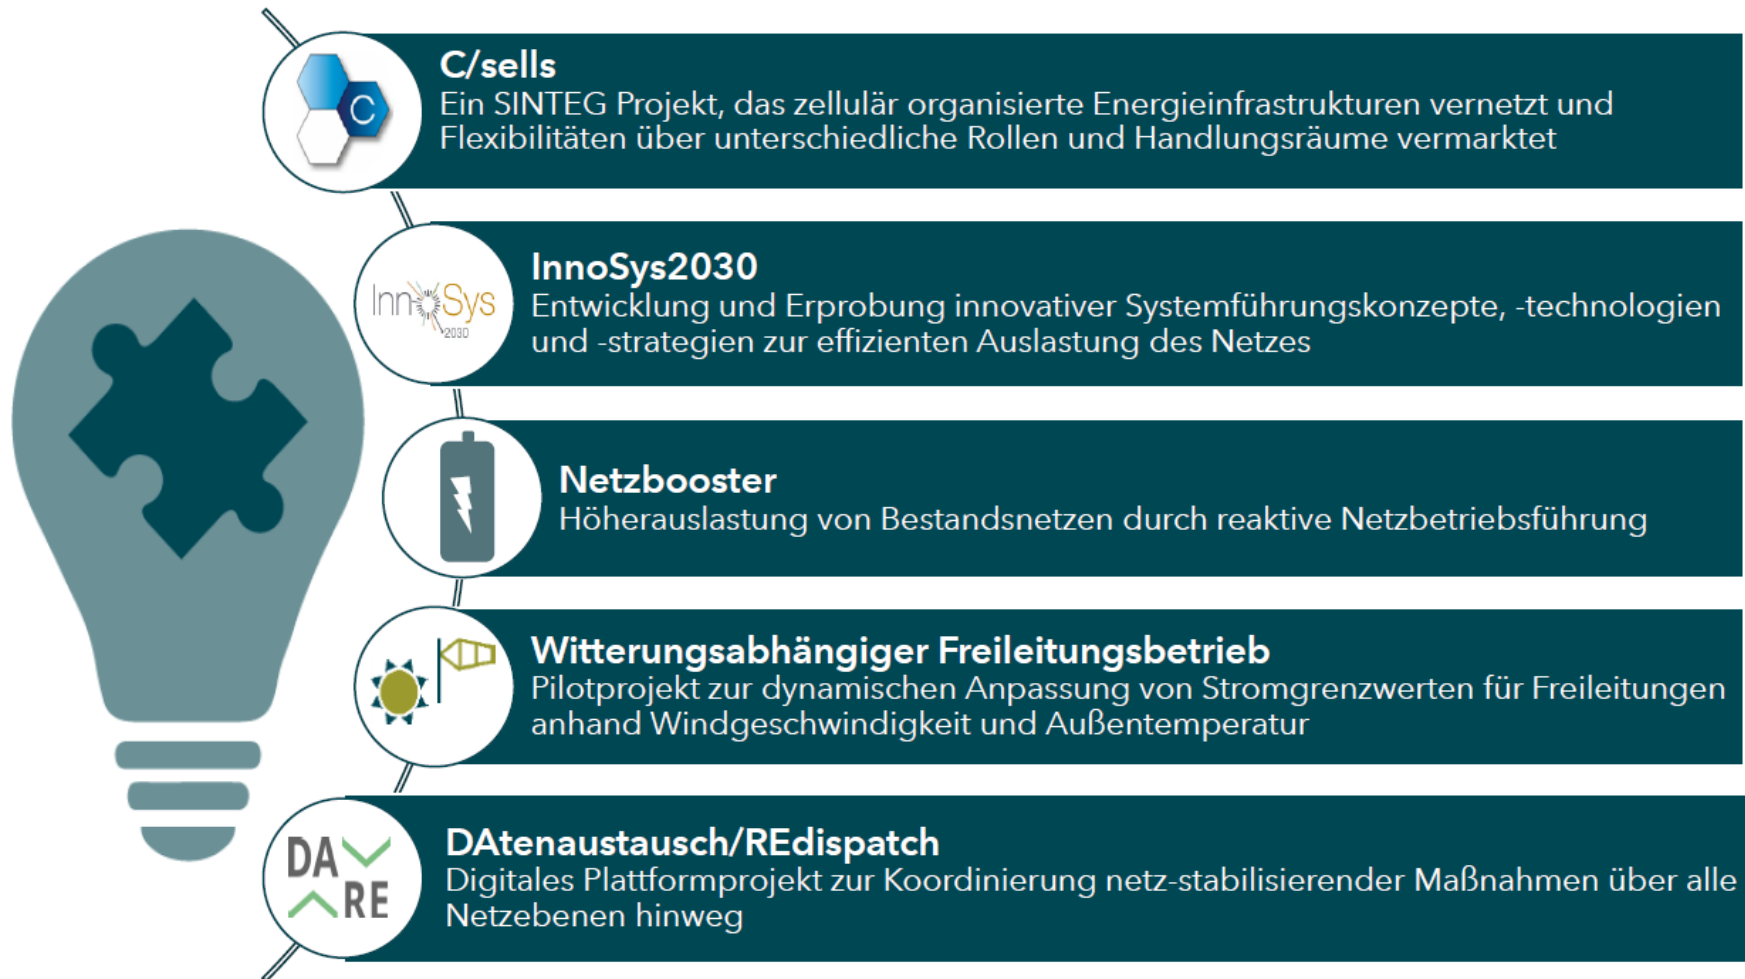 C/sells
Ein SINTEG Projekt, das zellulär organisierte Energieinfrastrukturen vernetzt und
Flexibilitäten über unterschiedliche Rollen und Handlungsräume vermarktet
C
InnoSys2030
Entwicklung und Erprobung innovativer Systemführungskonzepte, -technologien
und -strategien zur effizienten Auslastung des Netzes
InnoSys
2030
Netzbooster
Höherauslastung von Bestandsnetzen durch reaktive Netzbetriebsführung
Witterungsabhängiger Freileitungsbetrieb
Pilotprojekt zur dynamischen Anpassung von Stromgrenzwerten für Freileitungen
anhand Windgeschwindigkeit und Außentemperatur
DAtenaustausch/REdispatch
Digitales Plattformprojekt zur Koordinierung netz-stabilisierender Maßnahmen über alle
Netzebenen hinweg
DA
RE